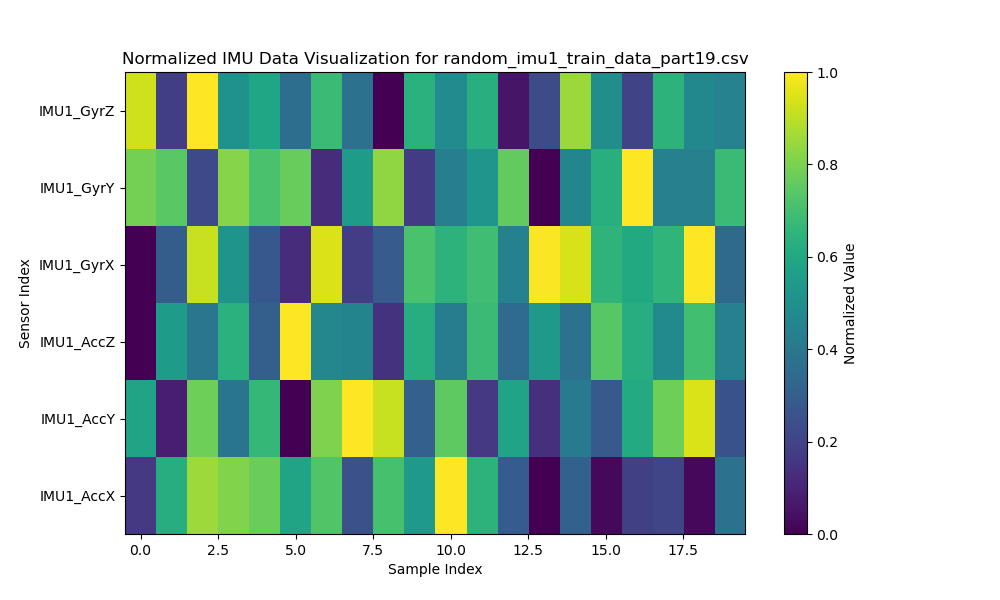 Normalized IMU Data Visualization for random_imu1_train_data_part19.csv
IMU1_GyrZ
IMU1_GyrY
IMU1_GyrX
IMU1_AccZ
IMU1_AccY
IMU1_AccX
Sensor Index
0.0 2.5 5.0 7.5 10.0 12.5 15.0 17.5
Sample Index
1.0
0.8
0.6
0.4
0.2
0.0
Normalized Value